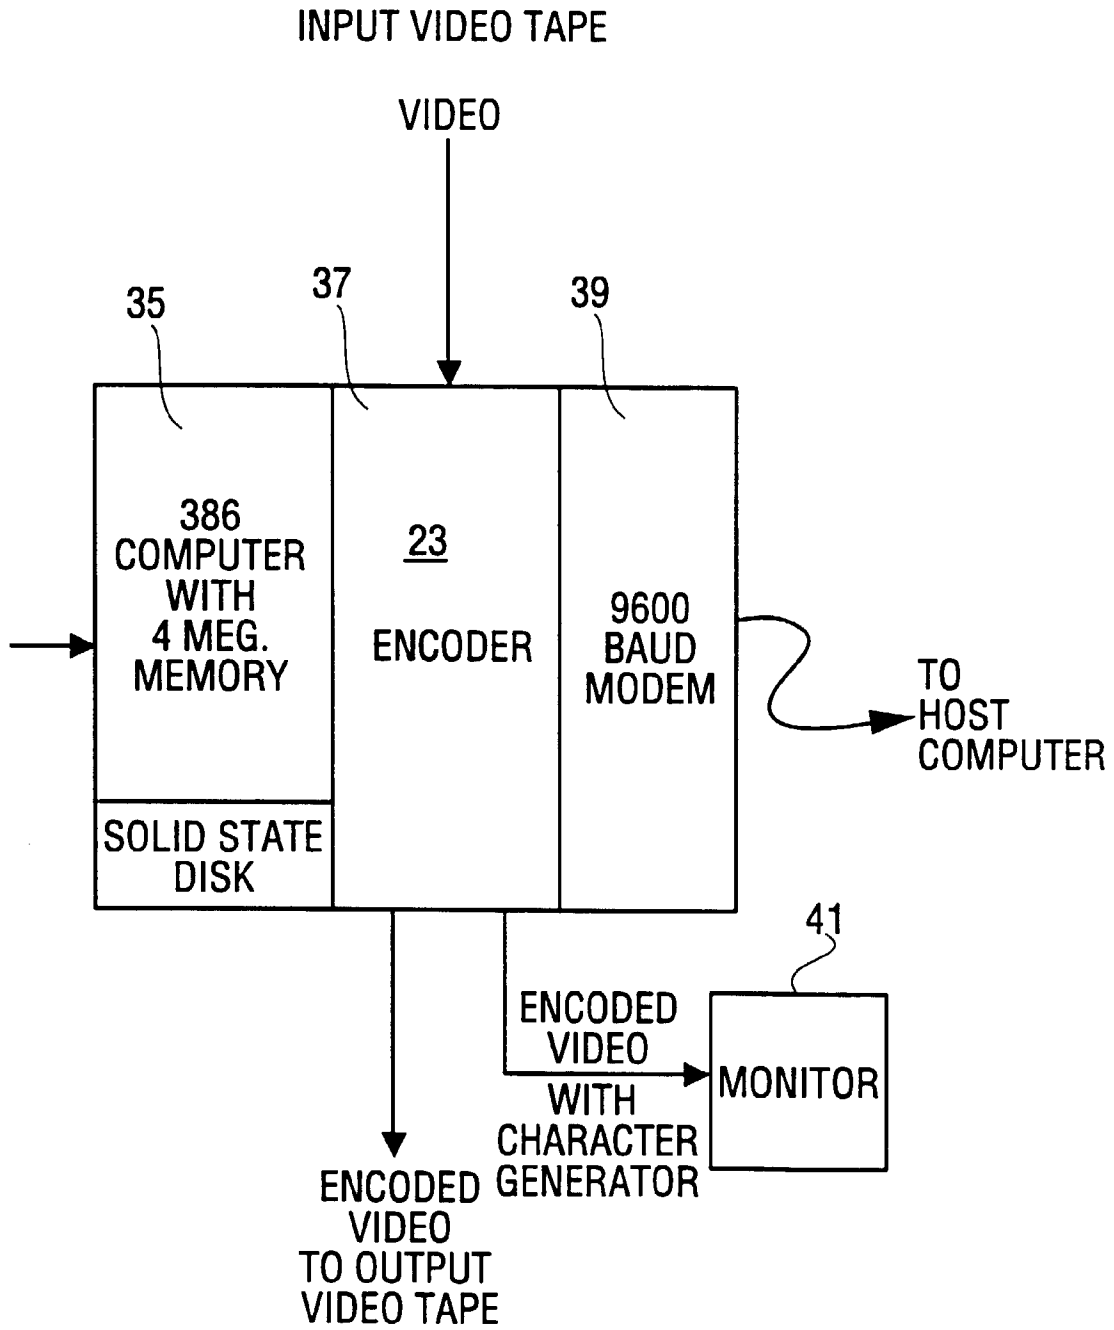 INPUT VIDEO TAPE
VIDEO
35
37
39
386
COMPUTER
WITH
4 MEG.
MEMORY
23
ENCODER
9600
BAUD
MODEM
TO
HOST
COMPUTER
SOLID STATE
DISK
41
ENCODED
VIDEO
WITH
CHARACTER
GENERATOR
MONITOR
ENCODED
VIDEO
TO OUTPUT
VIDEO TAPE